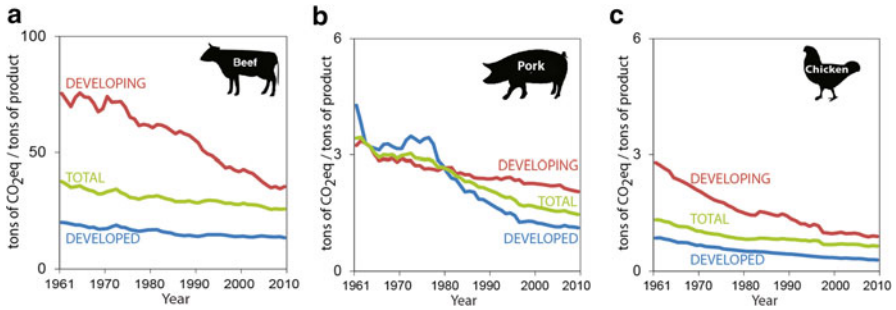 a
tons of CO₂eq / tons of product
100
50
0
DEVELOPING
TOTAL
DEVELOPED
Beef
1961 1970 1980 1990 2000 2010
Year
b
tons of CO₂eq / tons of product
6
3
0
Pork
DEVELOPING
TOTAL
DEVELOPED
1961 1970 1980 1990 2000 2010
Year
c
tons of CO₂eq / tons of product
6
3
0
Chicken
DEVELOPING
TOTAL
DEVELOPED
1961 1970 1980 1990 2000 2010
Year